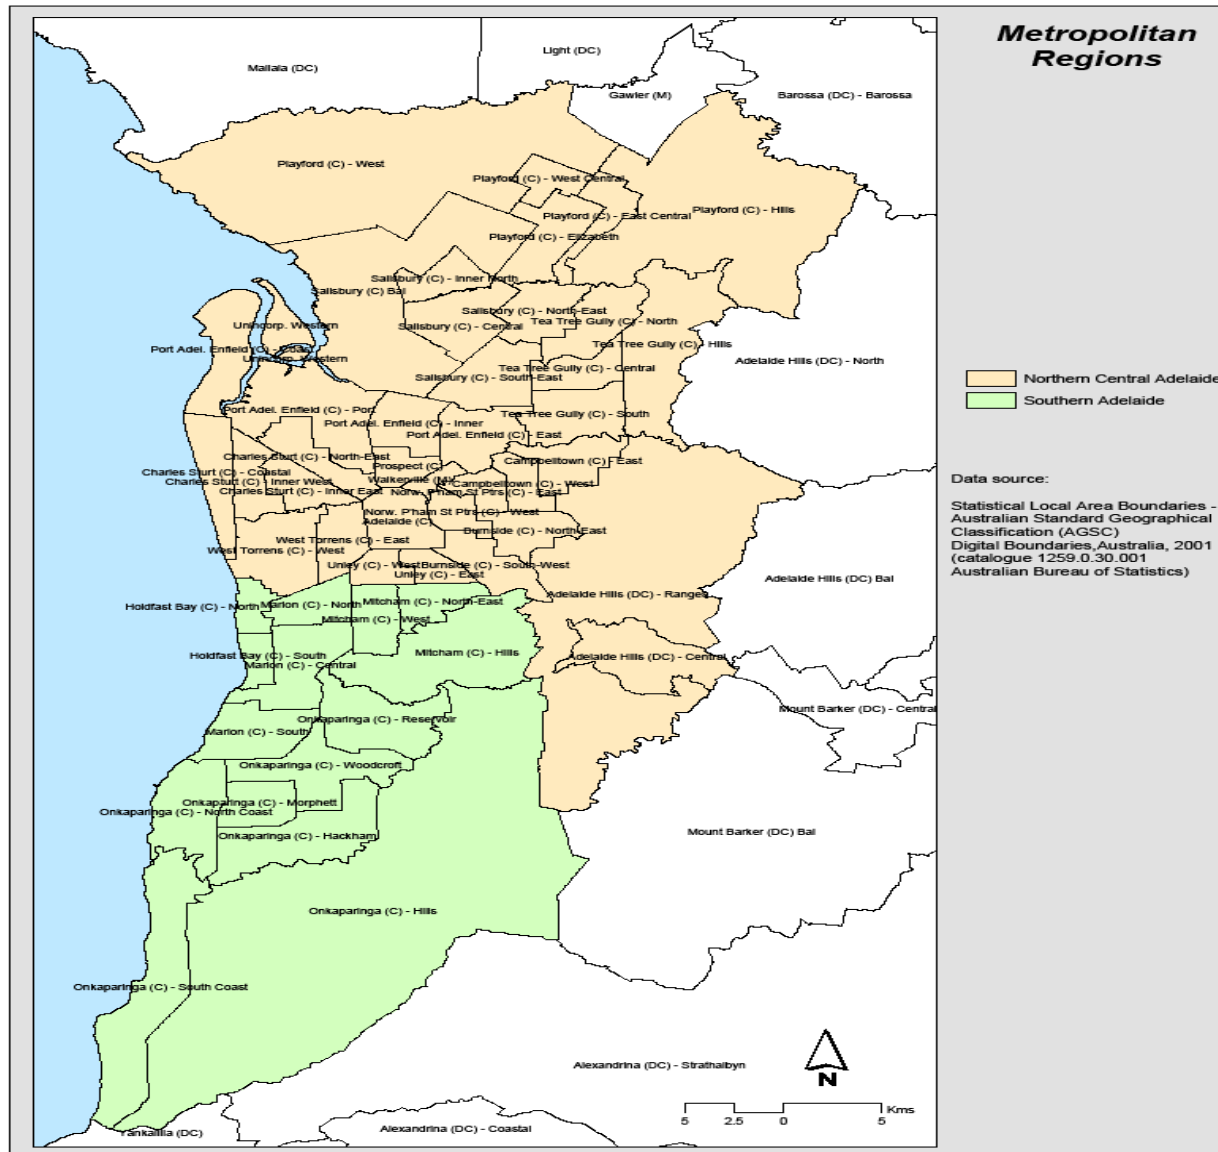 Metropolitan
Regions
Light (DC)
Mallala (DC)
Gawler (M)
Barossa (DC) - Barossa
Playford (C) - West
Playford (C) - West Central
Playford (C) - East Central
Playford (C) - Hills
Playford (C) - Elizabeth
Salisbury (C) - Inner North
Salisbury (C) Bal
Salisbury (C) - North-East
Tea Tree Gully (C) - North
Unincorp. Western
Salisbury (C) - Central
Tea Tree Gully (C) - Hills
Port Adel. Enfield (C) - Coast
Unincorp. Western
Adelaide Hills (DC) - North
Tea Tree Gully (C) - Central
Salisbury (C) - South-East
Northern Central Adelaide
Southern Adelaide
Port Adel. Enfield (C) - Port
Tea Tree Gully (C) - South
Port Adel. Enfield (C) - Inner
Port Adel. Enfield (C) - East
Charles Sturt (C) - North-East
Campbelltown (C) - East
Prospect (C)
Charles Sturt (C) - Coastal
Walkerville (M)
Charles Sturt (C) - Inner West
Campbelltown (C) - West
Charles Sturt (C) - Inner East
Norw. P'ham St Ptrs (C) - East
Norw. P'ham St Ptrs (C) - West
Adelaide (C)
Burnside (C) - North-East
West Torrens (C) - East
West Torrens (C) - West
Unley (C) - West
Burnside (C) - South-West
Unley (C) - East
Data source:
Statistical Local Area Boundaries -
Australian Standard Geographical
Classification (AGSC)
Digital Boundaries,Australia, 2001
(catalogue 1259.0.30.001
Australian Bureau of Statistics)
Adelaide Hills (DC) Bal
Adelaide Hills (DC) - Ranges
Holdfast Bay (C) - North
Marion (C) - North
Mitcham (C) - North-East
Mitcham (C) - West
Mitcham (C) - Hills
Holdfast Bay (C) - South
Marion (C) - Central
Adelaide Hills (DC) - Central
Mount Barker (DC) - Central
Onkaparinga (C) - Reservoir
Marion (C) - South
Onkaparinga (C) - Woodcroft
Onkaparinga (C) - Morphett
Onkaparinga (C) - North Coast
Onkaparinga (C) - Hackham
Mount Barker (DC) Bal
Onkaparinga (C) - Hills
Onkaparinga (C) - South Coast
Alexandrina (DC) - Strathalbyn
N
5 2.5 0 5 Kms
Yankalilla (DC)
Alexandrina (DC) - Coastal